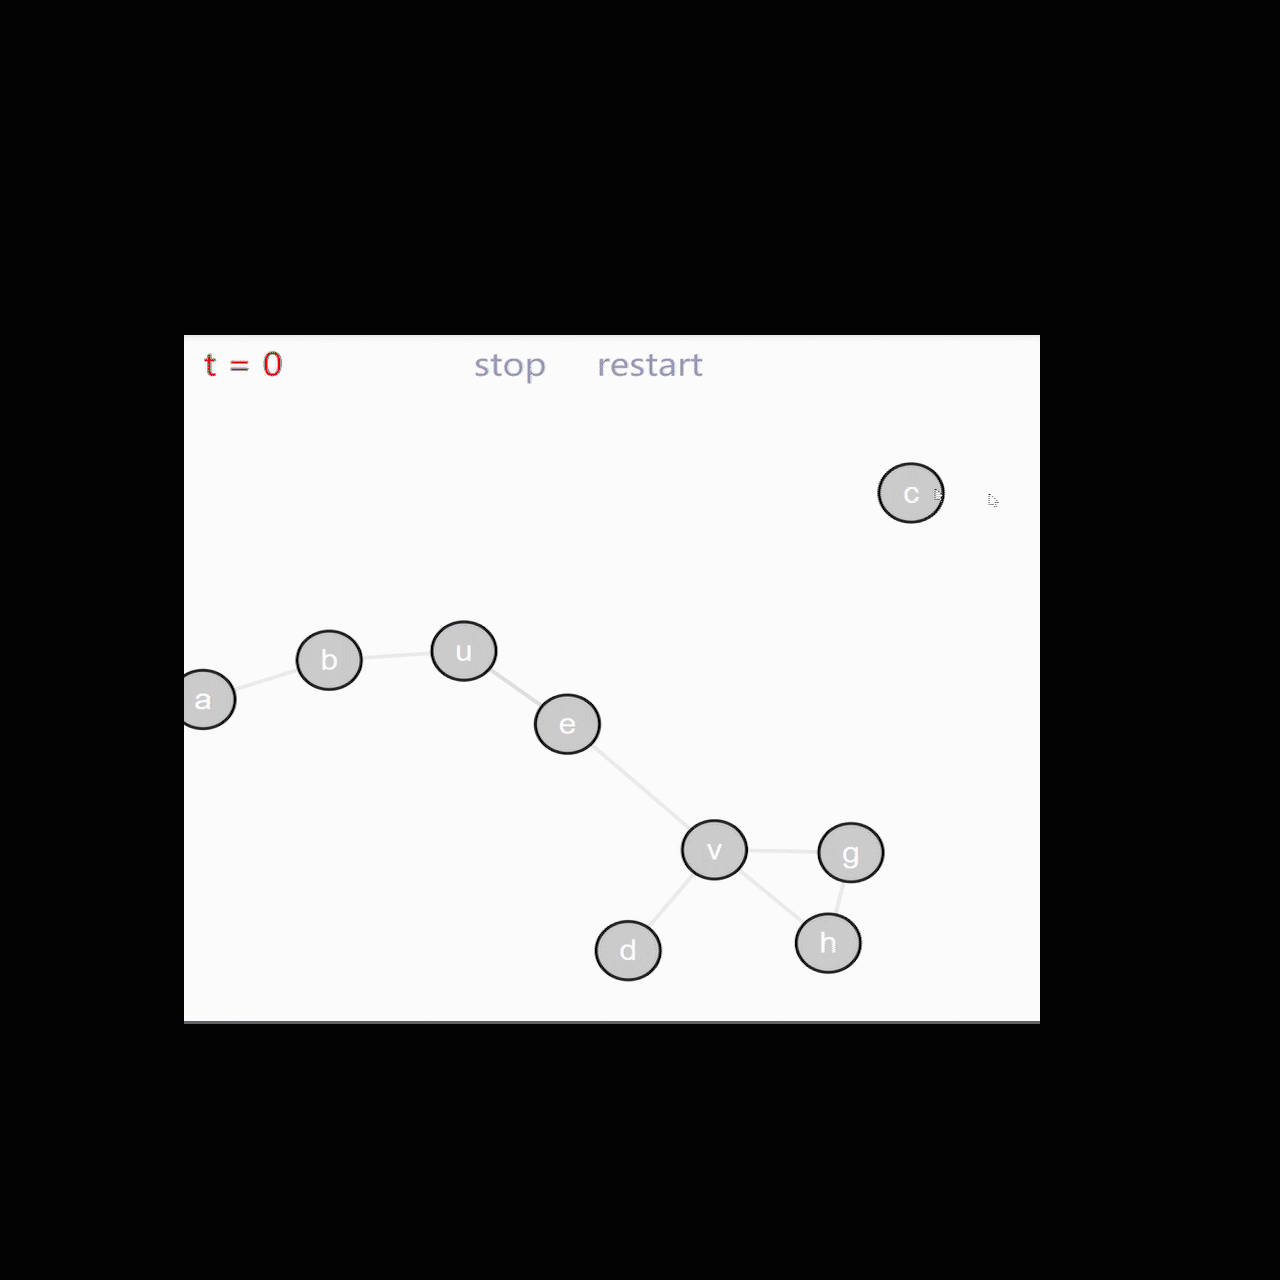 t = 0 stop restart
c
b u
a e
v g
d h